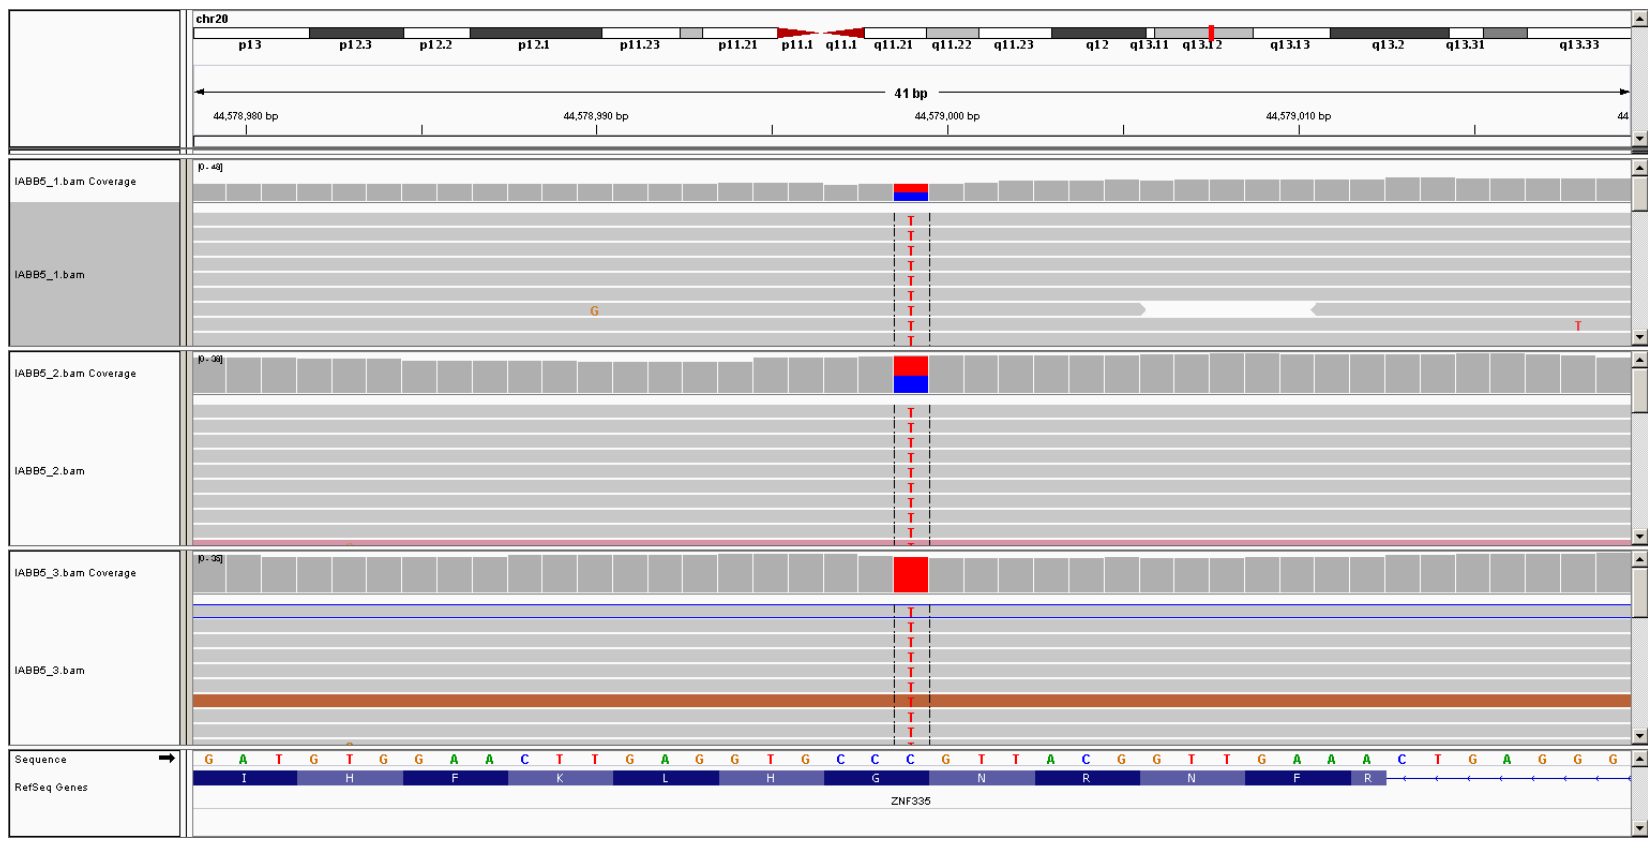 chr20
p13 p12.3 p12.2 p12.1 p11.23 p11.21 p11.1 q11.1 q11.21 q11.22 q11.23 q12 q13.11 q13.12 q13.13 q13.2 q13.31 q13.33
41 bp
44,578,980 bp 44,578,990 bp 44,579,000 bp 44,579,010 bp 44
IABB5_1.bam Coverage
T
T
T
T
T
T
IABB5_1.bam
G T
T T
T
IABB5_2.bam Coverage
T
T
T
T
T
IABB5_2.bam
T
T
T
T
T
IABB5_3.bam Coverage
T
T
T
T
IABB5_3.bam
T
T
T
T
T
Sequence G A T G T G G A A C T T G A G G T G C C C G T T A C G G T T G A A A C T G A G G G
RefSeq Genes I H F K L H G N R N F R
ZNF335